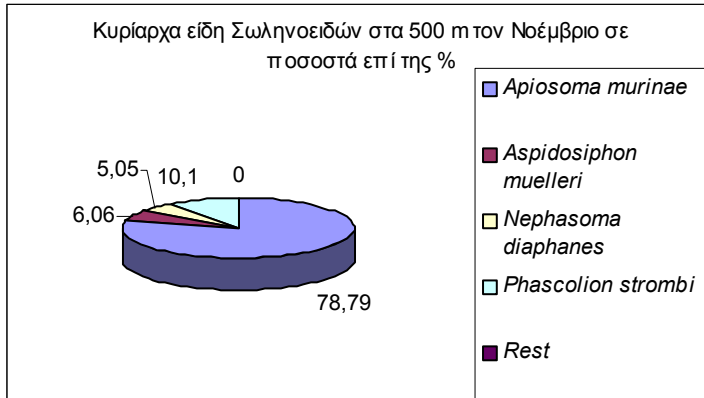 Κυρίαρχα είδη Σωληνοειδών στα 500 m τον Νοέμβριο σε
ποσοστά επί της %
5,05
10,1
0
6,06
78,79
Apiosoma murinae
Aspidosiphon
muelleri
Nephasoma
diaphanes
Phascolion strombi
Rest